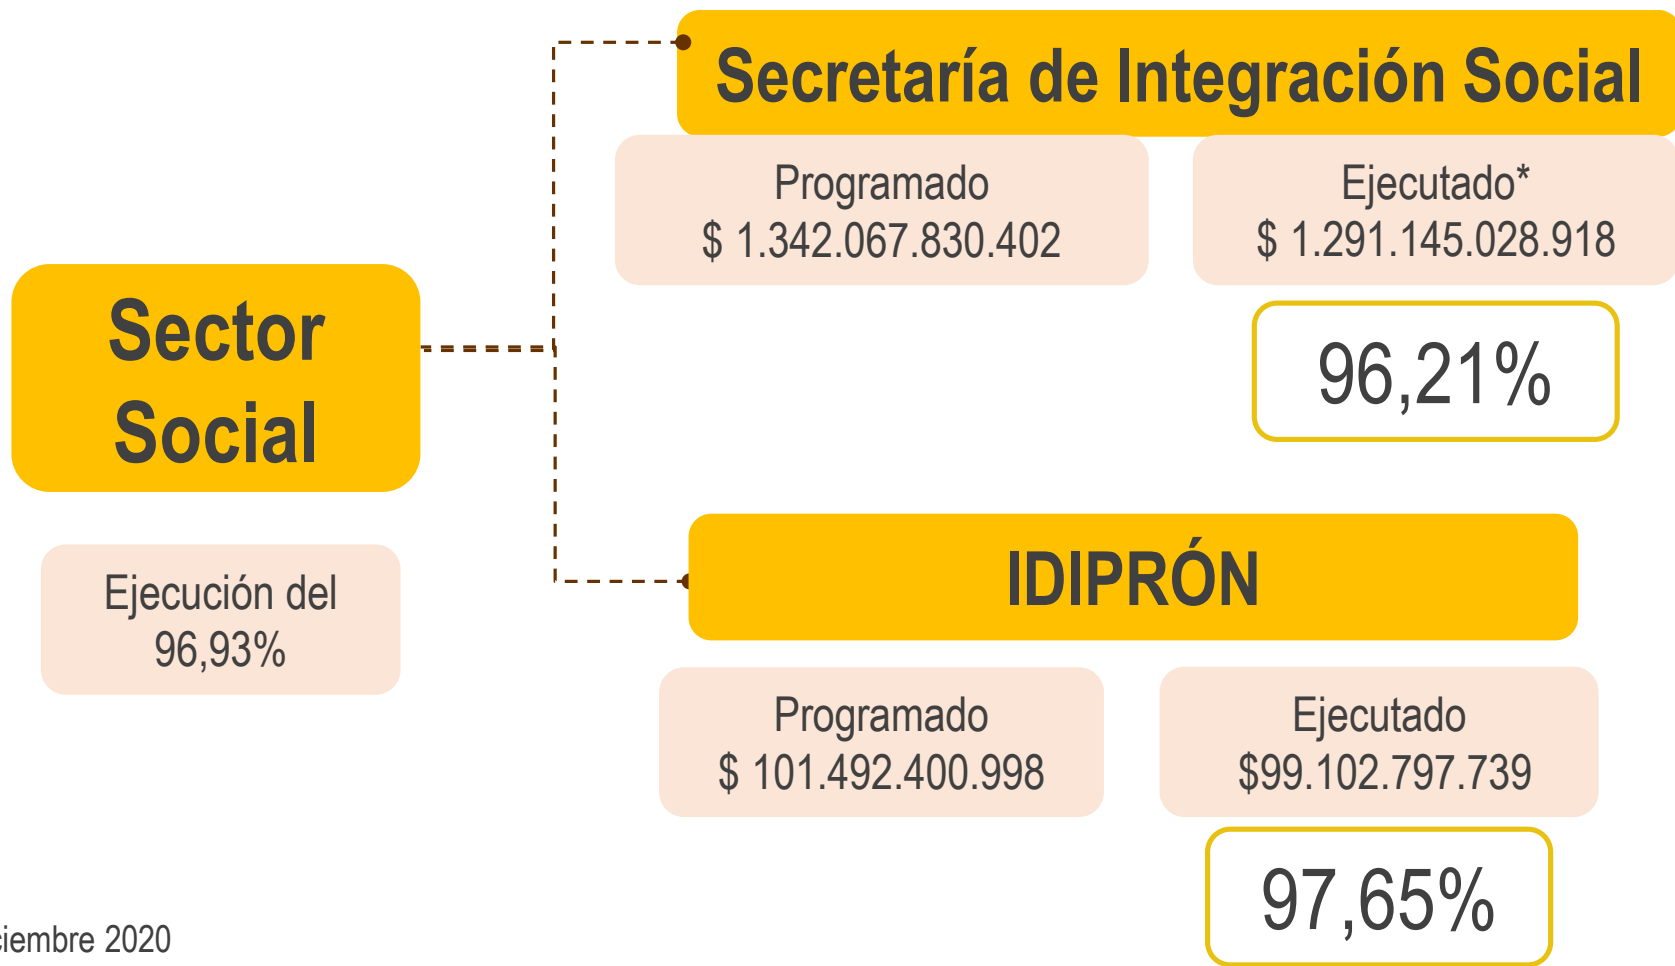 Secretaría de Integración Social
Programado
$ 1.342.067.830.402
Ejecutado*
$ 1.291.145.028.918
96,21%
Sector
Social
Ejecución del
96,93%
IDIPRÓN
Programado
$ 101.492.400.998
Ejecutado
$99.102.797.739
97,65%
2020